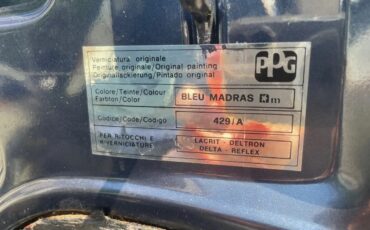 Verniciatura originale
Peinture originale/Original painting
Originallackierung/Pintado original
PPG
Colore/Teinte/Colour
Farbton/Color
BLEU MADRAS m
Codice/Code/Codigo
429/A
PER RITOCCHI E
RIVERNICIATURE
LACRIT - DELTRON
DELTA - REFLEX